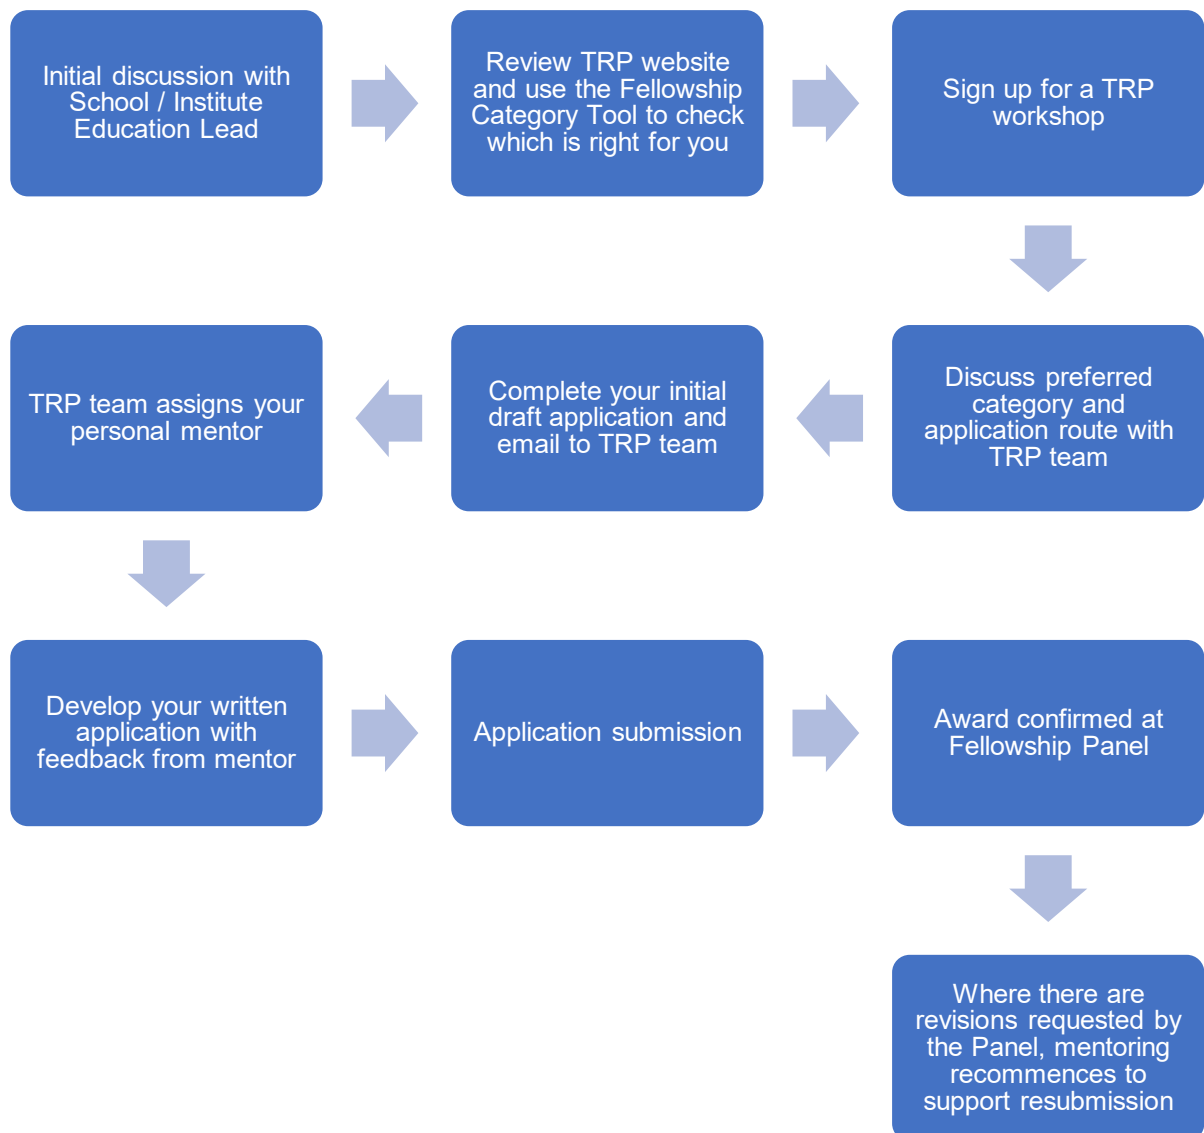 Initial discussion with
School / Institute
Education Lead
Review TRP website
and use the Fellowship
Category Tool to check
which is right for you
Sign up for a TRP
workshop
Discuss preferred
category and
application route with
TRP team
Complete your initial
draft application and
email to TRP team
TRP team assigns your
personal mentor
Develop your written
application with
feedback from mentor
Application submission
Award confirmed at
Fellowship Panel
Where there are
revisions requested by
the Panel, mentoring
recommences to
support resubmission